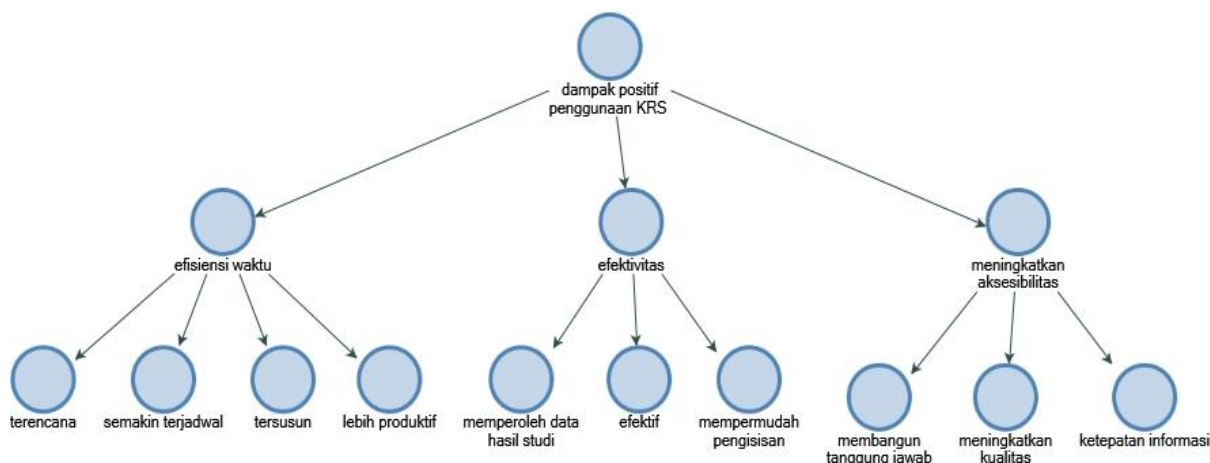 dampak positif
penggunaan KRS
efisiensi waktu
efektivitas
meningkatkan
aksesibilitas
terencana
semakin terjadwal
tersusun
lebih produktif
memperoleh data
hasil studi
efektif
mempermudah
pengisisan
membangun
tanggung jawab
meningkatkan
kualitas
ketepatan informasi